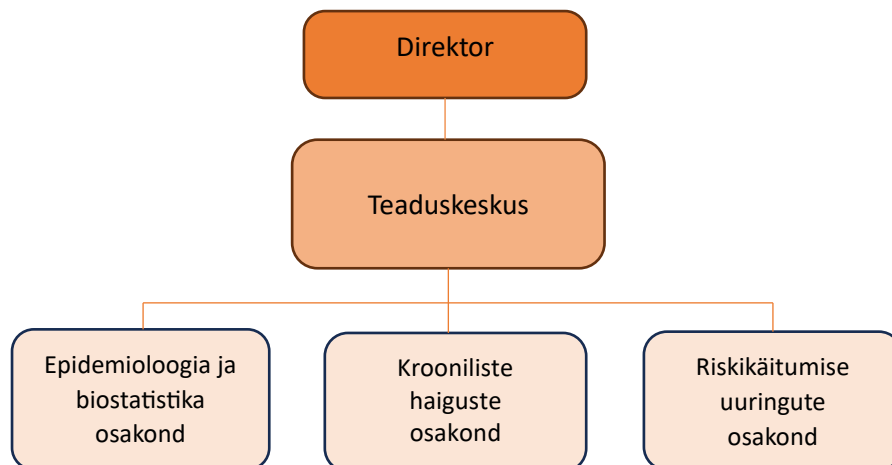 Direktor
Teaduskeskus
Epidemioloogia ja
biostatistika
osakond
Krooniliste
haiguste
osakond
Riskikäitumise
uuringute
osakond